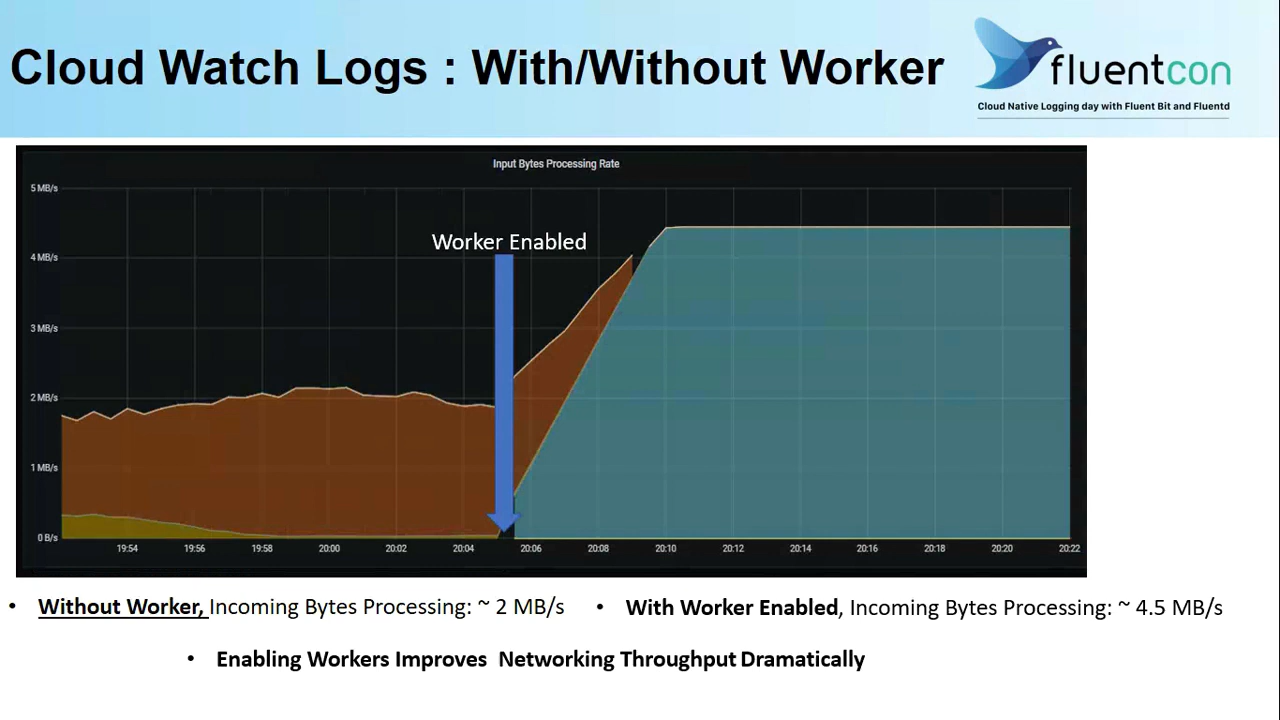 Cloud Watch Logs : With/Without Worker
fluentcon
Cloud Native Logging day with Fluent Bit and Fluentd
Input Bytes Processing Rate
5 MB/s
Worker Enabled
4 MB/s
3 MB/s
2 MB/s
1 MB/s
0 B/s
19:54 19:56 19:58 20:00 20:02 20:04 20:06 20:08 20:10 20:12 20:14 20:16 20:18 20:20 20:22
• Without Worker, Incoming Bytes Processing: ~ 2 MB/s
• With Worker Enabled, Incoming Bytes Processing: ~ 4.5 MB/s
• Enabling Workers Improves Networking Throughput Dramatically